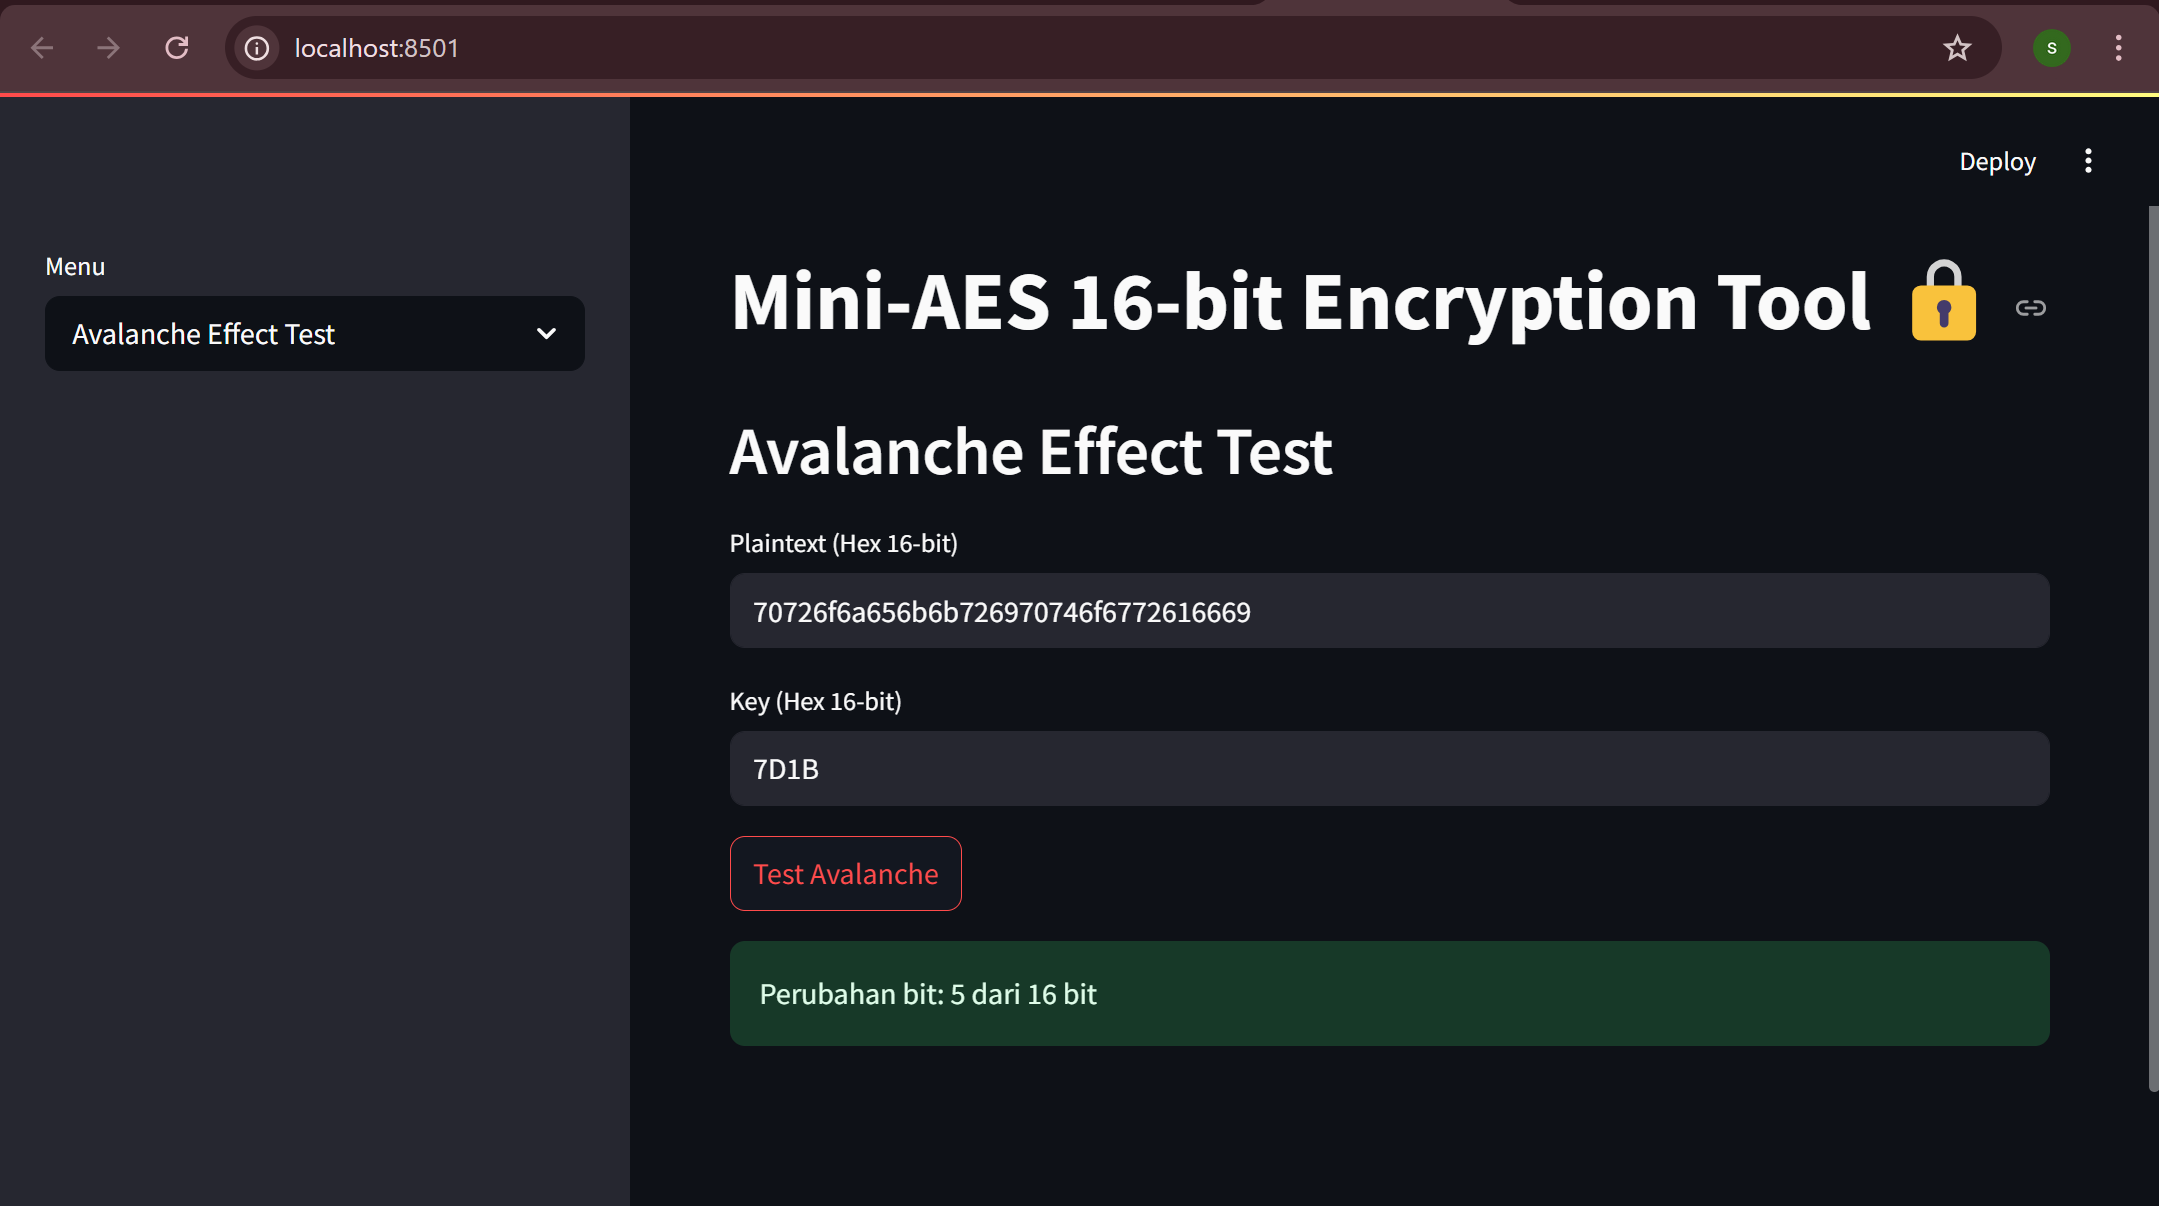 localhost:8501
S
Deploy
Menu
Avalanche Effect Test
Mini-AES 16-bit Encryption Tool
Avalanche Effect Test
Plaintext (Hex 16-bit)
70726f6a656b6b726970746f6772616669
Key (Hex 16-bit)
7D1B
Test Avalanche
Perubahan bit: 5 dari 16 bit